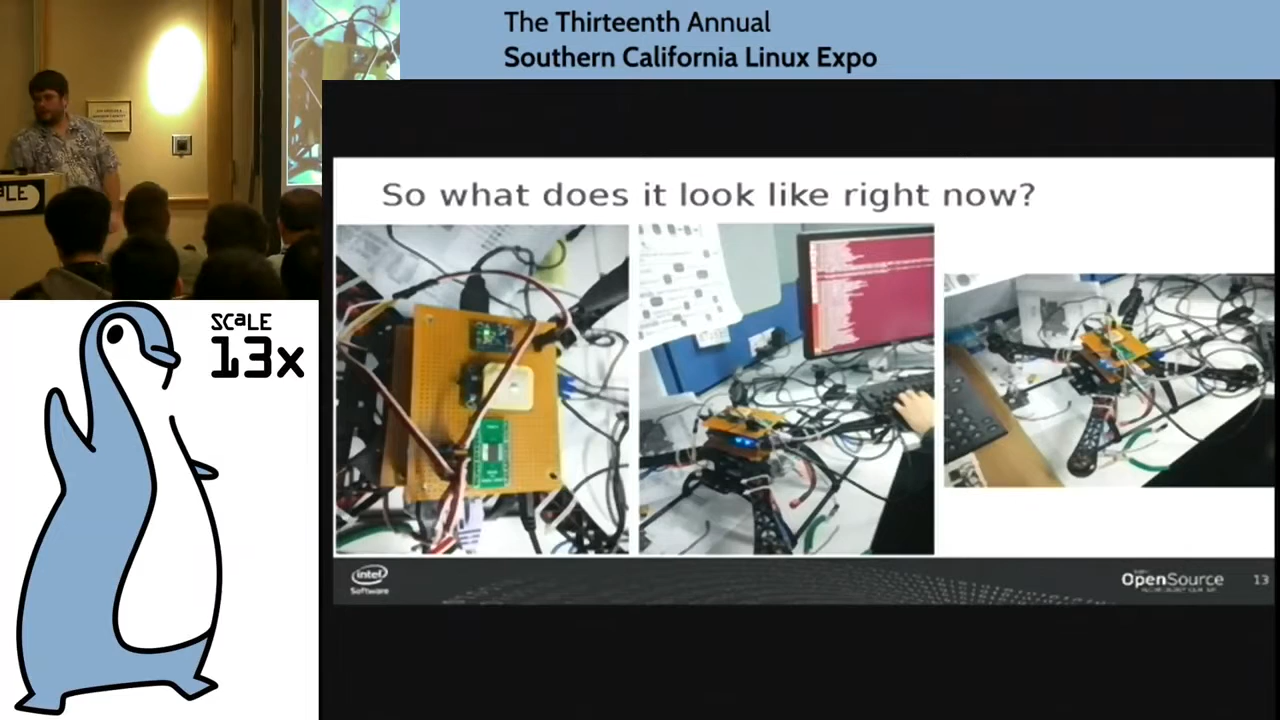 The Thirteenth Annual
Southern California Linux Expo
SCaLE
13x
So what does it look like right now?
intel
Software
OpenSource
13